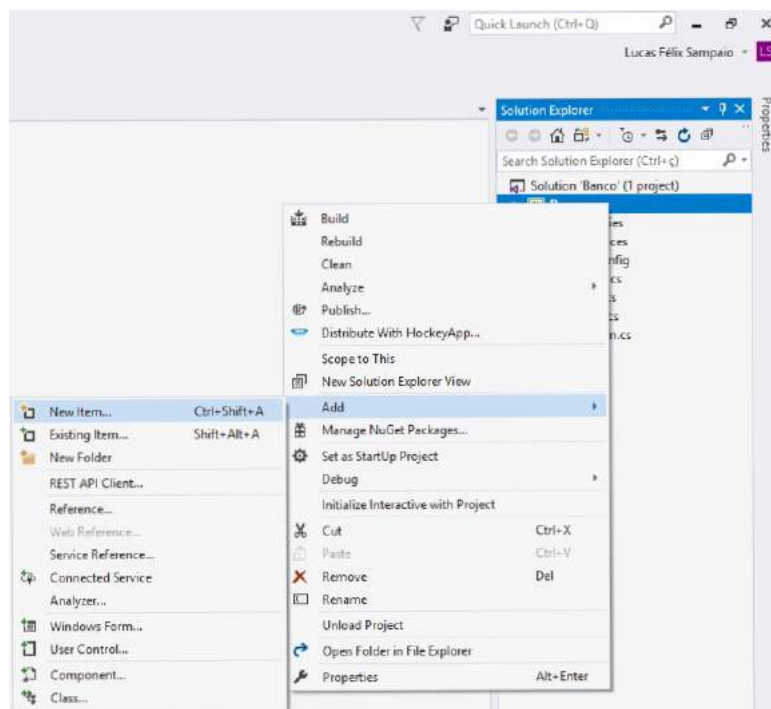 Quick Launch (Ctrl+Q)
Lucas Félix Sampaio
LS
Properties
Solution Explorer
Search Solution Explorer (Ctrl+ç)
Solution 'Banco' (1 project)
Build
Rebuild
Clean
Analyze
Publish...
Distribute With HockeyApp...
Scope to This
New Solution Explorer View
Add
Manage NuGet Packages...
Set as StartUp Project
Debug
Initialize Interactive with Project
Cut Ctrl+X
Paste Ctrl+V
Remove Del
Rename
Unload Project
Open Folder in File Explorer
Properties Alt+Enter
New Item... Ctrl+Shift+A
Existing Item... Shift+Alt+A
New Folder
REST API Client...
Reference...
Web Reference...
Service Reference...
Connected Service
Analyzer...
Windows Form...
User Control...
Component...
Class...